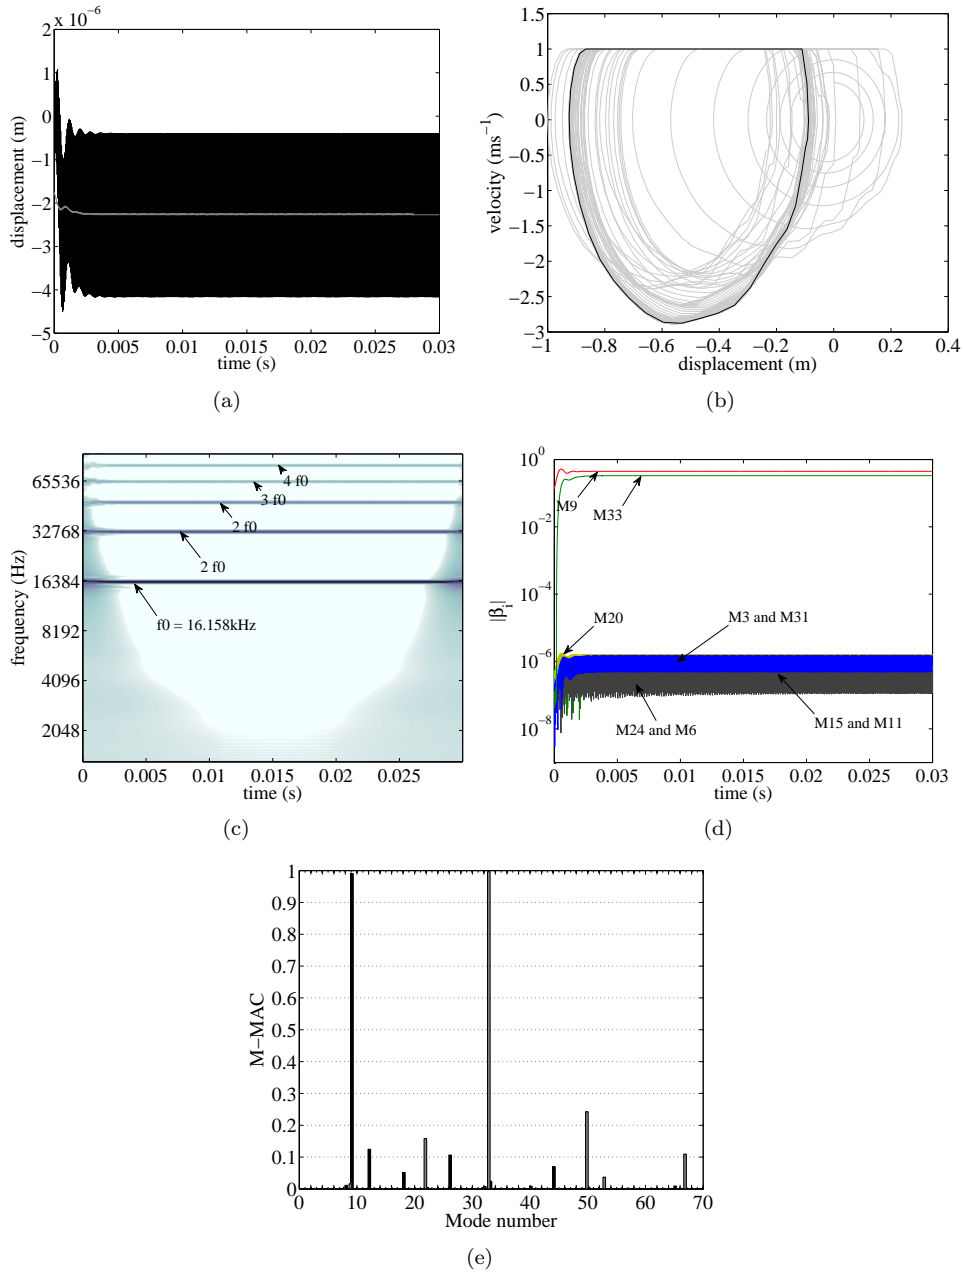 x 10⁻⁶
2
1
0
−1
−2
−3
−4
−5
displacement (m)
0 0.005 0.01 0.015 0.02 0.025 0.03
time (s)
(a)
1.5
1
0.5
0
−0.5
−1
−1.5
−2
−2.5
−3
velocity (ms⁻¹)
−1 −0.8 −0.6 −0.4 −0.2 0 0.2 0.4
displacement (m)
(b)
65536
32768
16384
8192
4096
2048
frequency (Hz)
4 f0
3 f0
2 f0
2 f0
f0 = 16.158kHz
0 0.005 0.01 0.015 0.02 0.025
time (s)
(c)
10⁰
10⁻²
10⁻⁴
10⁻⁶
10⁻⁸
|βᵢ|
M9
M33
M20
M3 and M31
M24 and M6
M15 and M11
0 0.005 0.01 0.015 0.02 0.025 0.03
time (s)
(d)
1
0.9
0.8
0.7
0.6
0.5
0.4
0.3
0.2
0.1
0
M−MAC
0 10 20 30 40 50 60 70
Mode number
(e)